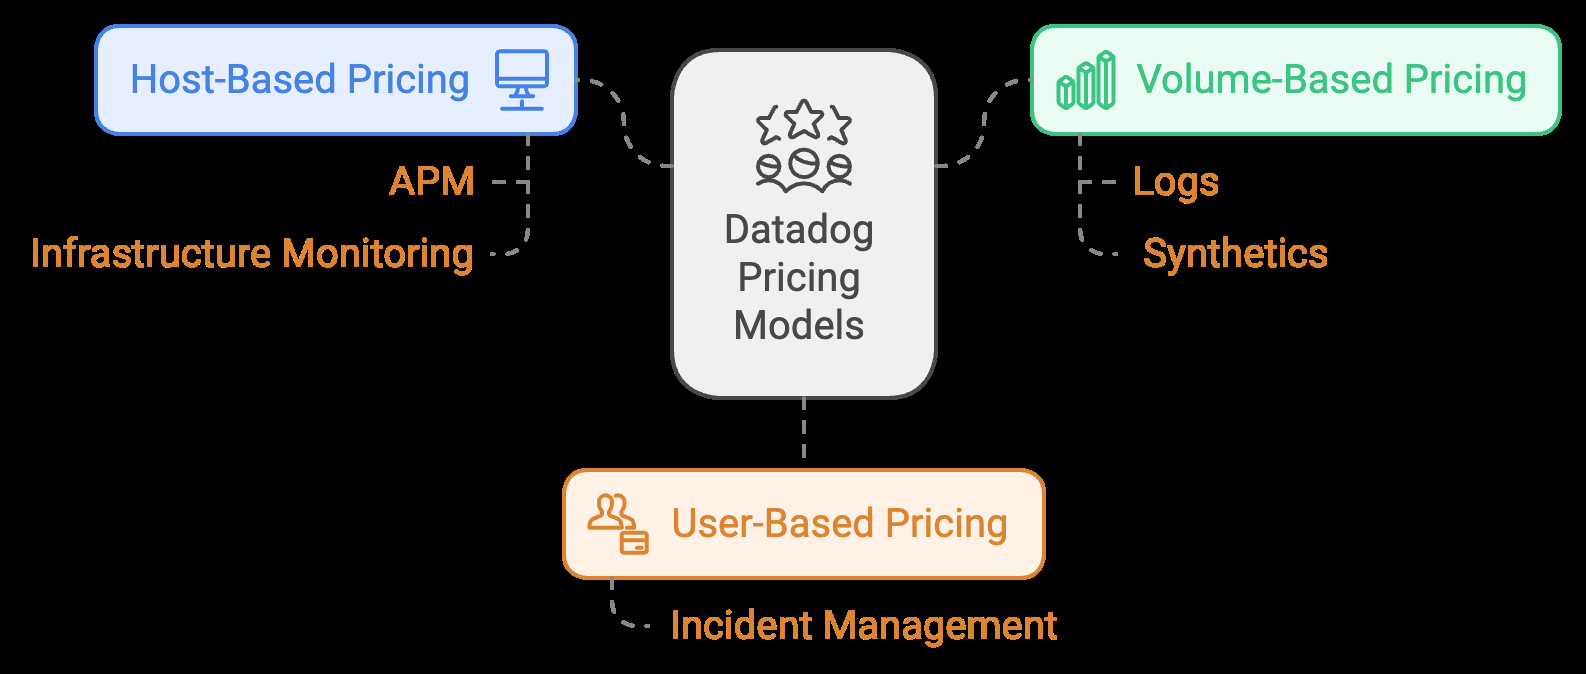 Host-Based Pricing
APM
Infrastructure Monitoring
Datadog
Pricing
Models
Volume-Based Pricing
Logs
Synthetics
User-Based Pricing
Incident Management